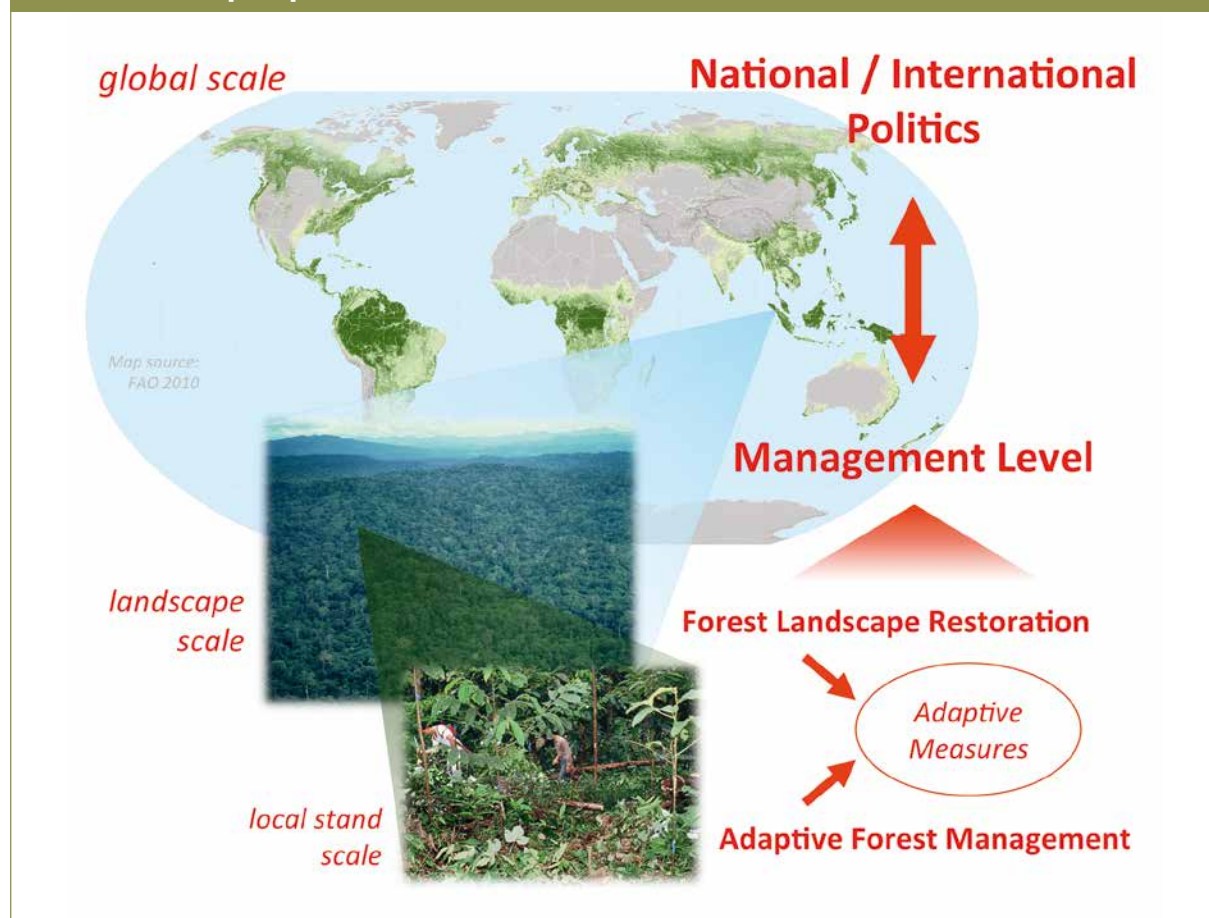 global scale
National / International
Politics
Map source:
FAO 2010
Management Level
landscape
scale
Forest Landscape Restoration
Adaptive
Measures
local stand
scale
Adaptive Forest Management